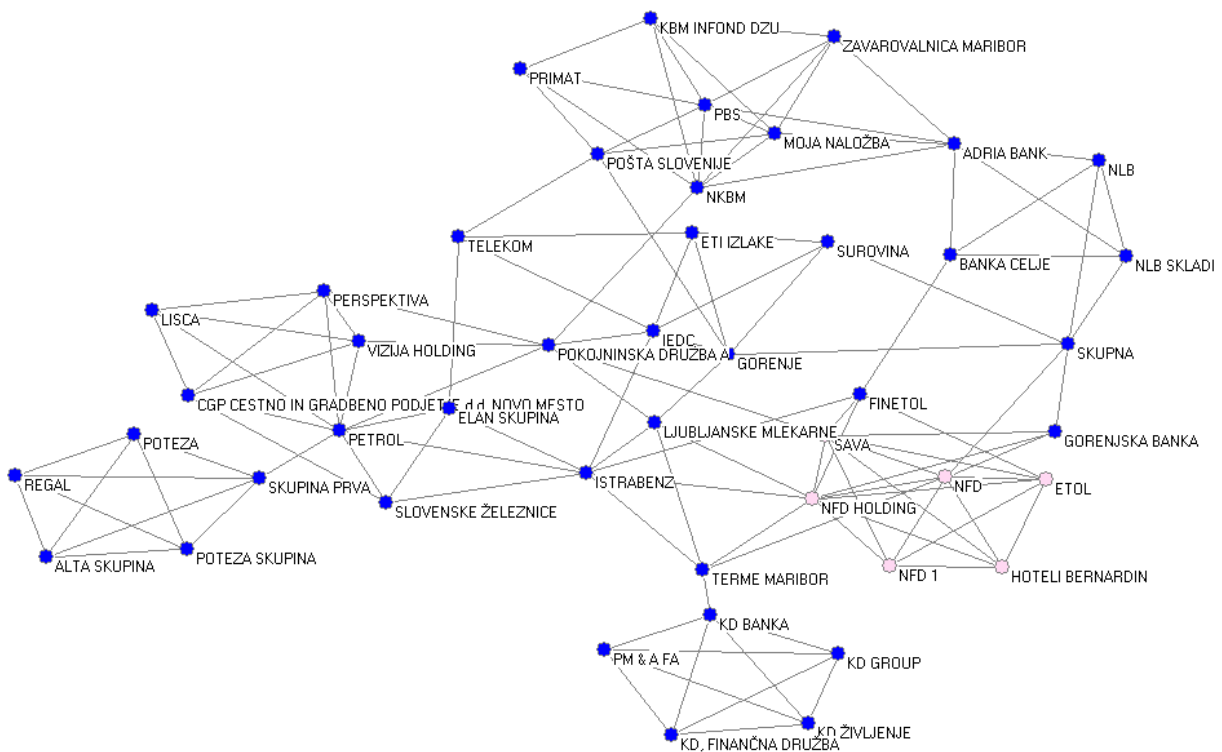 KBM INFOND DZU
ZAVAROVALNICA MARIBOR
PRIMAT
PBS
MOJA NALOŽBA
ADRIA BANK
POŠTA SLOVENIJE
NLB
NKBM
TELEKOM
ETI IZLAKE
SUROVINA
BANKA CELJE
NLB SKLADI
PERSPEKTIVA
LISCA
VIZIJA HOLDING
IEDC
POKOJNINSKA DRUŽBA A
GORENJE
SKUPNA
CGP CESTNO IN GRADBENO PODJETJE d.d. NOVO MESTO
ELAN SKUPINA
FINETOL
LJUBLJANSKE MLEKARNE
SAVA
GORENJSKA BANKA
POTEZA
PETROL
REGAL
SKUPINA PRVA
ISTRABENZ
NFD
ETOL
NFD HOLDING
SLOVENSKE ŽELEZNICE
ALTA SKUPINA
POTEZA SKUPINA
TERME MARIBOR
NFD 1
HOTELI BERNARDIN
KD BANKA
PM & A FA
KD GROUP
KD ŽIVLJENJE
KD, FINANČNA DRUŽBA